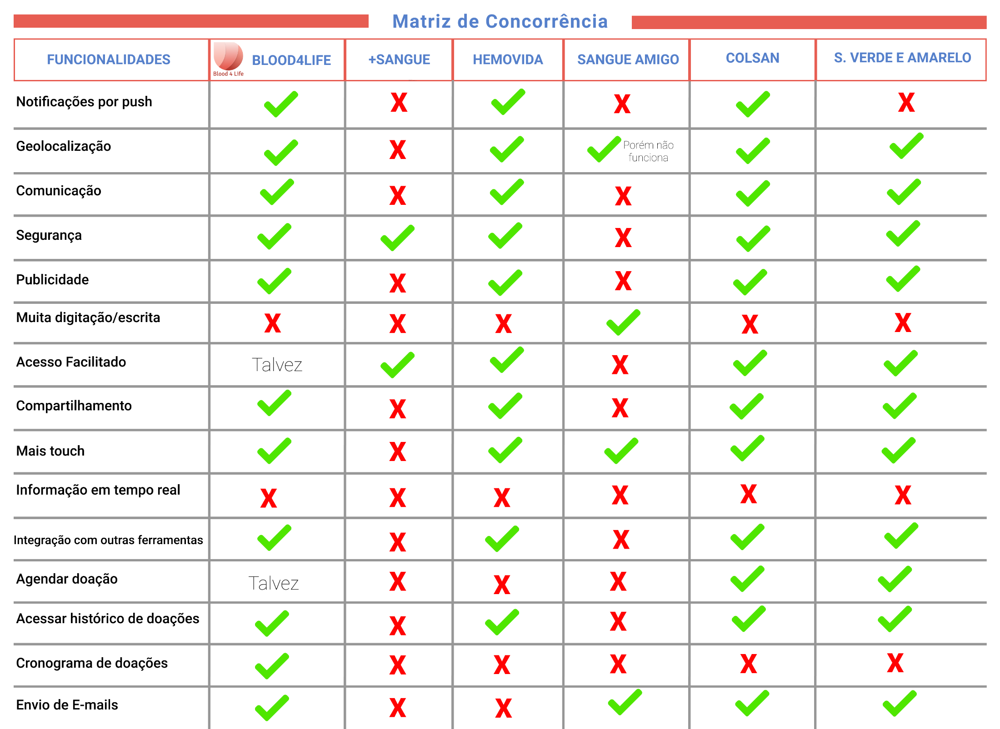 Matriz de Concorrência
FUNCIONALIDADES
Blood 4 Life
BLOOD4LIFE
+SANGUE
HEMOVIDA
SANGUE AMIGO
COLSAN
S. VERDE E AMARELO
Notificações por push
X
X
X
Geolocalização
X
Porém não
funciona
Comunicação
X
X
Segurança
X
Publicidade
X
X
Muita digitação/escrita
X
X
X
X
X
Acesso Facilitado
Talvez
X
Compartilhamento
X
X
Mais touch
X
Informação em tempo real
X
X
X
X
X
X
Integração com outras ferramentas
X
X
Agendar doação
Talvez
X
X
X
Acessar histórico de doações
X
X
Cronograma de doações
X
X
X
X
X
Envio de E-mails
X
X